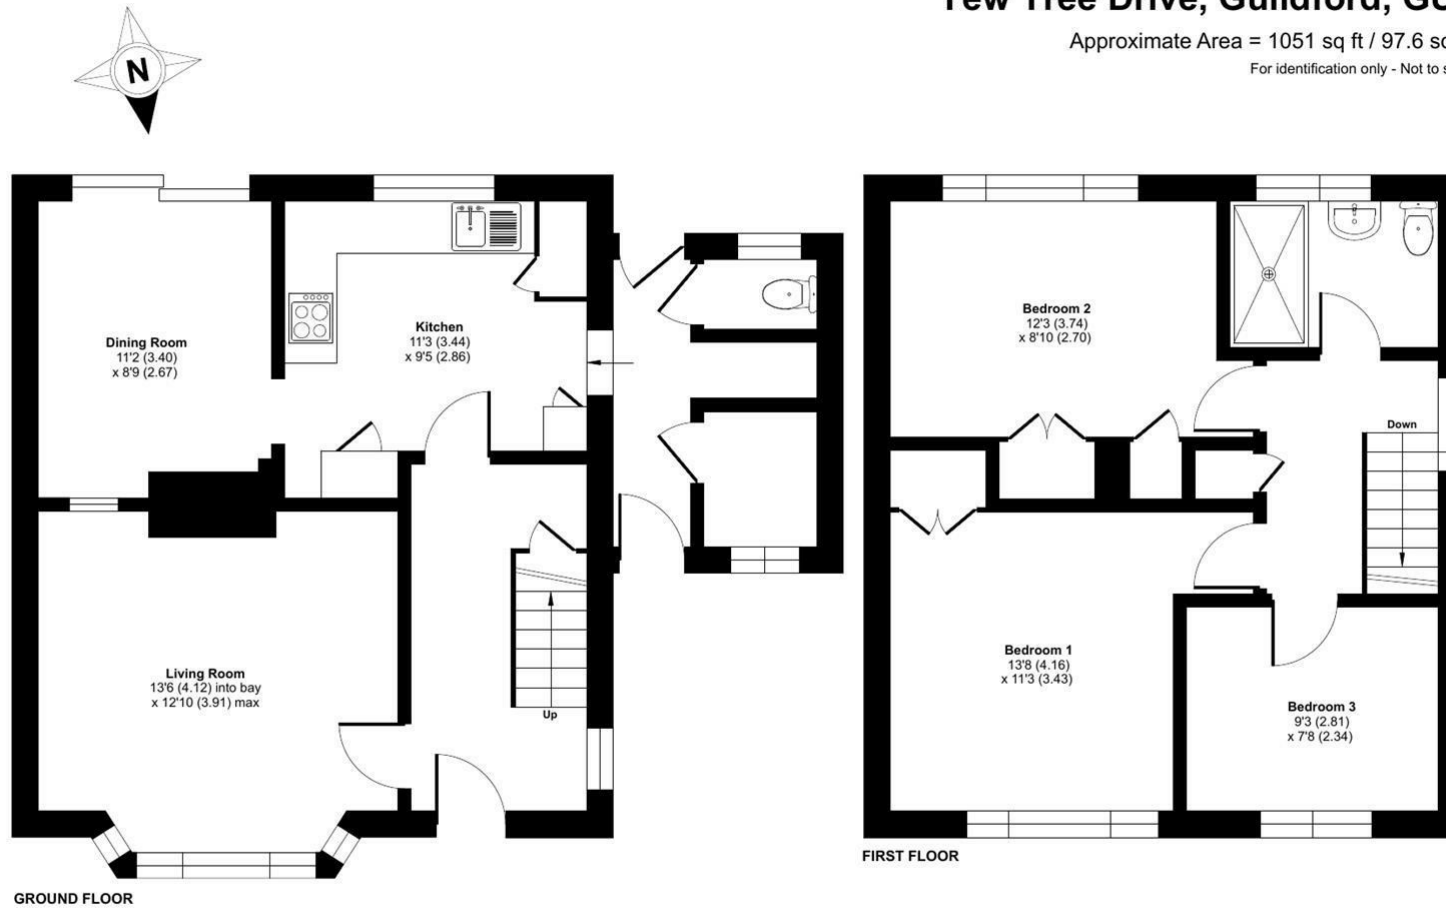 Yew Tree Drive, Guildford,
Approximate Area = 1051 sq ft / 97.6
For identification only - Not to
N
Dining Room
11'2 (3.40)
x 8'9 (2.67)
Kitchen
11'3 (3.44)
x 9'5 (2.86)
Living Room
13'6 (4.12) into bay
x 12'10 (3.91) max
Up
GROUND FLOOR
Bedroom 2
12'3 (3.74)
x 8'10 (2.70)
Down
Bedroom 1
13'8 (4.16)
x 11'3 (3.43)
Bedroom 3
9'3 (2.81)
x 7'8 (2.34)
FIRST FLOOR